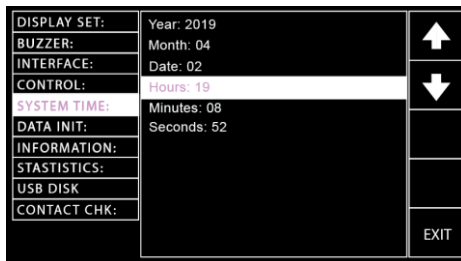 DISPLAY SET:
BUZZER:
INTERFACE:
CONTROL:
SYSTEM TIME:
DATA INIT:
INFORMATION:
STASTISTICS:
USB DISK
CONTACT CHK:
Year: 2019
Month: 04
Date: 02
Hours: 19
Minutes: 08
Seconds: 52
EXIT